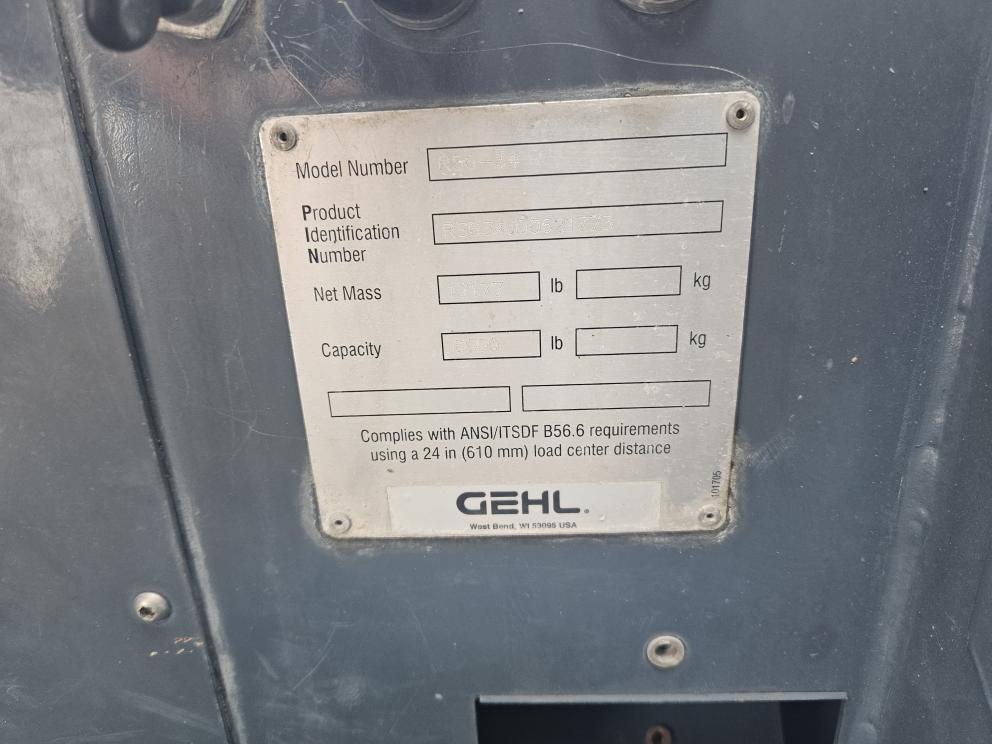 Model Number
Product
Identification
Number
Net Mass lb kg
Capacity lb kg
Complies with ANSI/ITSDF B56.6 requirements
using a 24 in (610 mm) load center distance
101705
GEHL®
West Bend, WI 53095 USA